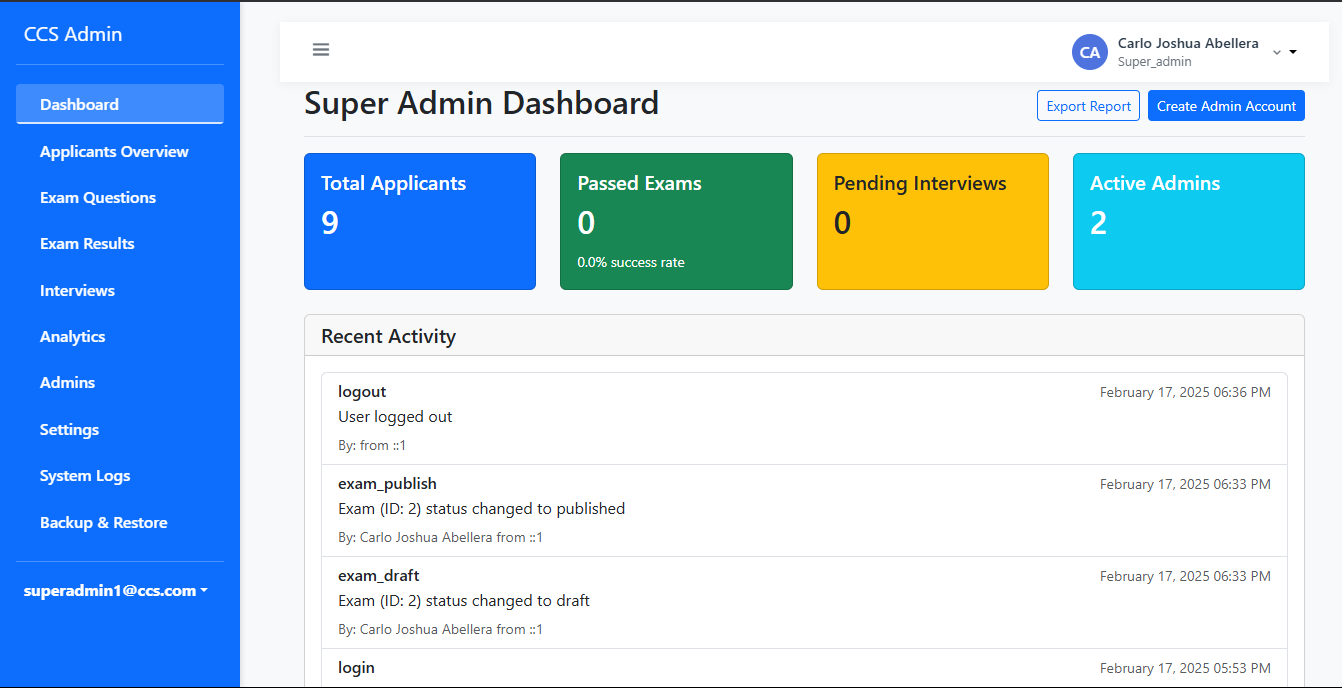 CCS Admin
Dashboard
Applicants Overview
Exam Questions
Exam Results
Interviews
Analytics
Admins
Settings
System Logs
Backup & Restore
superadmin1@ccs.com
CA
Carlo Joshua Abellera
Super_admin
Super Admin Dashboard
Export Report
Create Admin Account
Total Applicants
9
Passed Exams
0
0.0% success rate
Pending Interviews
0
Active Admins
2
Recent Activity
logout February 17, 2025 06:36 PM
User logged out
By: from ::1
exam_publish February 17, 2025 06:33 PM
Exam (ID: 2) status changed to published
By: Carlo Joshua Abellera from ::1
exam_draft February 17, 2025 06:33 PM
Exam (ID: 2) status changed to draft
By: Carlo Joshua Abellera from ::1
login February 17, 2025 05:53 PM